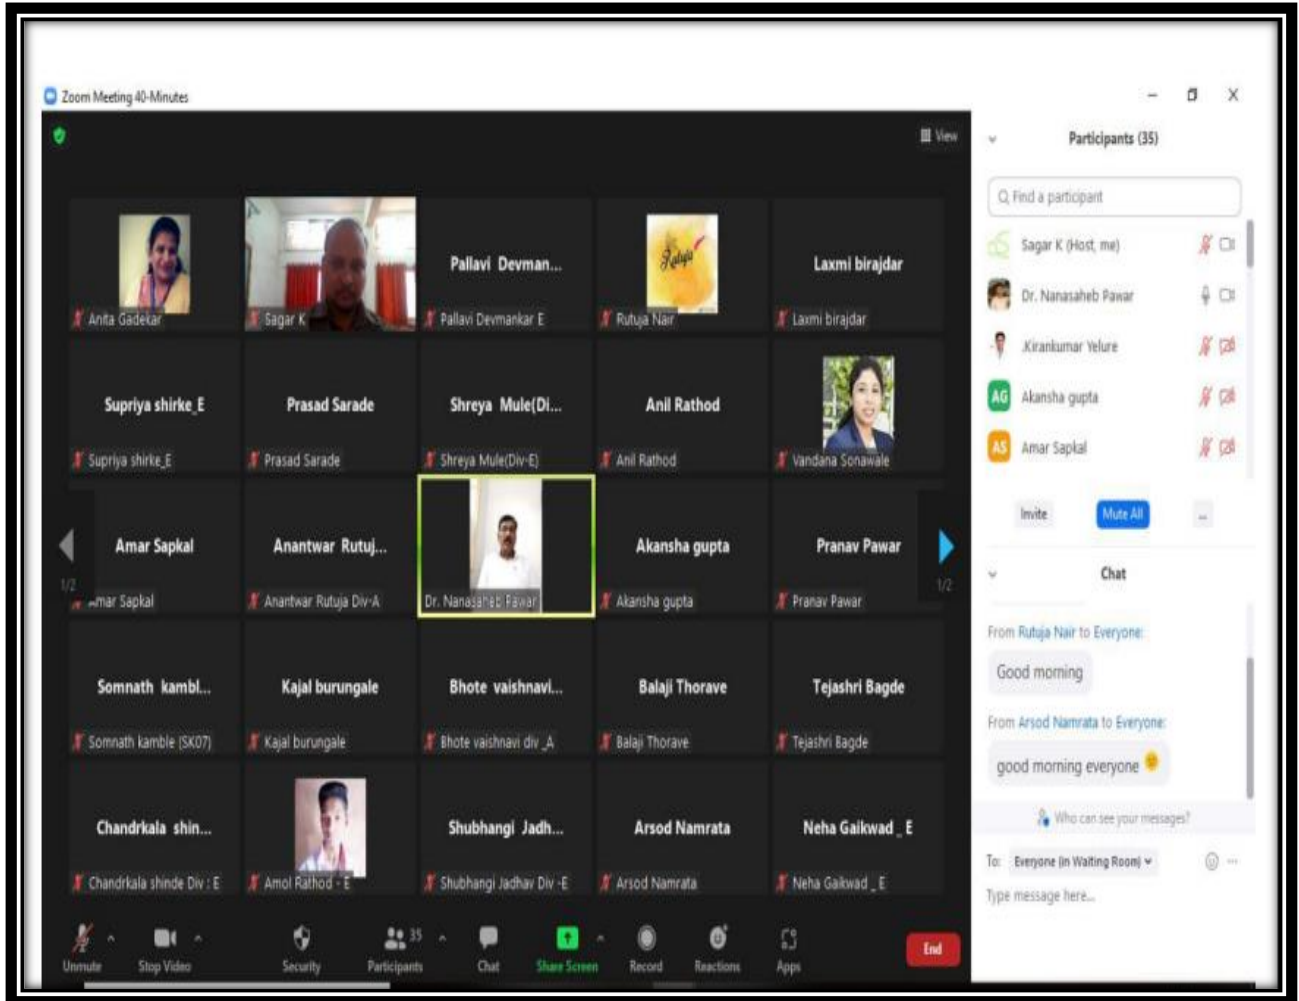 Zoom Meeting 40-Minutes
View
Anita Gadekar
Sagar K
Pallavi Devman...
Pallavi Devmankar E
Rutuja
Rutuja Nair
Laxmi birajdar
Laxmi birajdar
Supriya shirke_E
Supriya shirke_E
Prasad Sarade
Prasad Sarade
Shreya Mule(Di...
Shreya Mule(Div-E)
Anil Rathod
Anil Rathod
Vandana Sonawale
Amar Sapkal
Amar Sapkal
Anantwar Rutuj...
Anantwar Rutuja Div-A
Dr. Nanasaheb Pawar
Akansha gupta
Akansha gupta
Pranav Pawar
Pranav Pawar
1/2
1/2
Somnath kambl...
Somnath kamble (SK07)
Kajal burungale
Kajal burungale
Bhote vaishnavi...
Bhote vaishnavi div _A
Balaji Thorave
Balaji Thorave
Tejashri Bagde
Tejashri Bagde
Chandrkala shin...
Chandrkala shinde Div : E
Amol Rathod - E
Shubhangi Jadh...
Shubhangi Jadhav Div -E
Arsod Namrata
Arsod Namrata
Neha Gaikwad _ E
Neha Gaikwad _ E
Unmute
Stop Video
Security
35
Participants
Chat
Share Screen
Record
Reactions
Apps
End
Participants (35)
Find a participant
Sagar K (Host, me)
Dr. Nanasaheb Pawar
.Kirankumar Yelure
AG Akansha gupta
AS Amar Sapkal
Invite
Mute All
...
Chat
From Rutuja Nair to Everyone:
Good morning
From Arsod Namrata to Everyone:
good morning everyone 🙂
Who can see your messages?
To: Everyone (in Waiting Room)
Type message here...